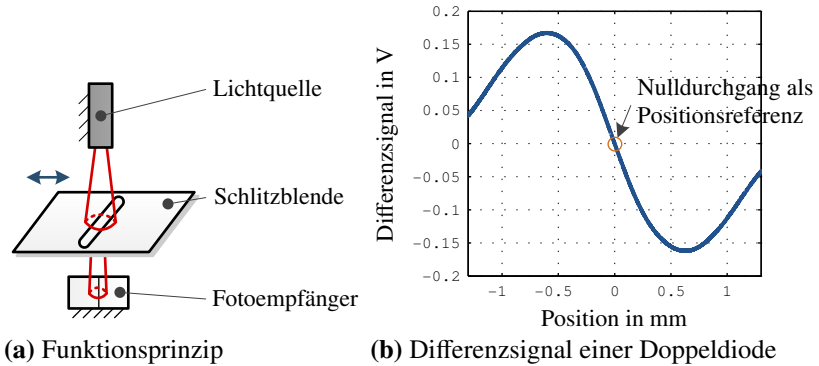 Lichtquelle
Schlitzblende
Fotoempfänger
(a) Funktionsprinzip
Differenzsignal in V
0.2
0.15
0.1
0.05
0
−0.05
−0.1
−0.15
−0.2
Nulldurchgang als
Positionsreferenz
−1
−0.5
0
0.5
1
Position in mm
(b) Differenzsignal einer Doppeldiode